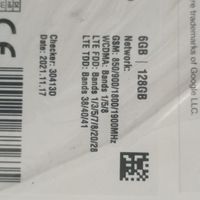 6GB | 128GB
Network:
GSM: 850/900/1800/1900MHz
WCDMA: Bands 1/5/8
LTE FDD: Bands 1/3/5/7/8/20/28
LTE TDD: Bands 38/40/41
Checker: 30413D
Date: 2021.11.17
CE
e trademarks of Google LLC.